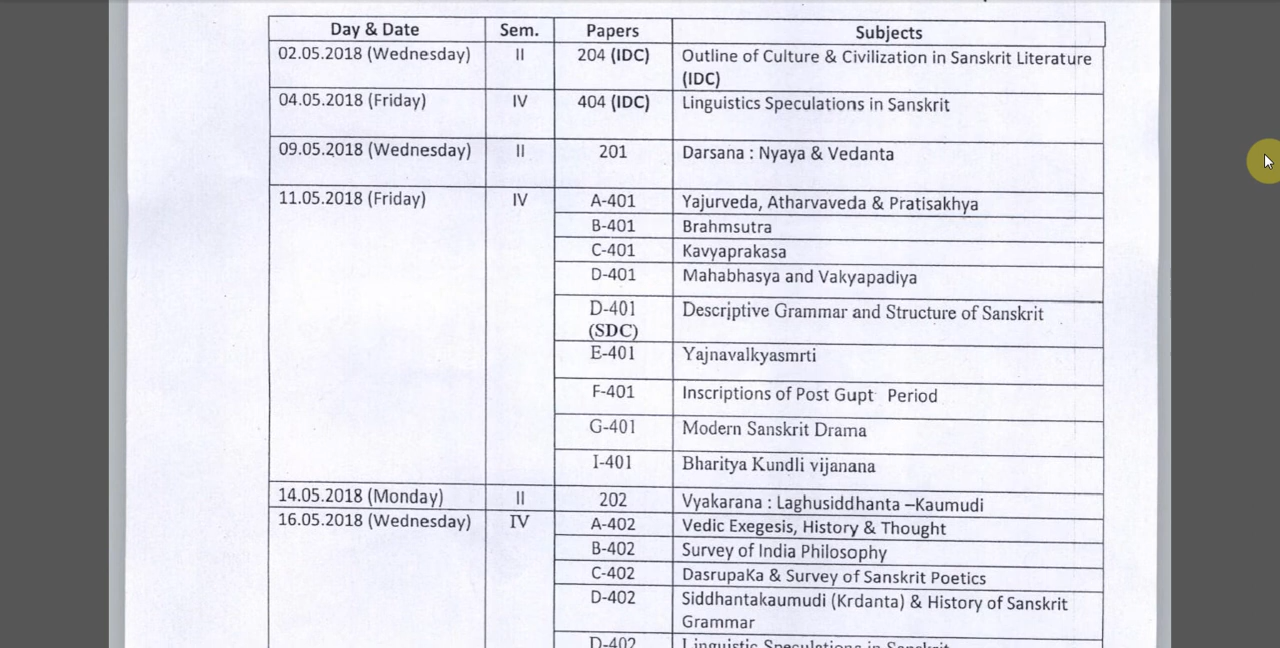 Day & Date Sem. Papers Subjects
02.05.2018 (Wednesday) II 204 (IDC) Outline of Culture & Civilization in Sanskrit Literature
(IDC)
04.05.2018 (Friday) IV 404 (IDC) Linguistics Speculations in Sanskrit
09.05.2018 (Wednesday) II 201 Darsana : Nyaya & Vedanta
11.05.2018 (Friday) IV A-401 Yajurveda, Atharvaveda & Pratisakhya
B-401 Brahmsutra
C-401 Kavyaprakasa
D-401 Mahabhasya and Vakyapadiya
D-401 Descriptive Grammar and Structure of Sanskrit
(SDC)
E-401 Yajnavalkyasmrti
F-401 Inscriptions of Post Gupt Period
G-401 Modern Sanskrit Drama
I-401 Bharitya Kundli vijanana
14.05.2018 (Monday) II 202 Vyakarana : Laghusiddhanta –Kaumudi
16.05.2018 (Wednesday) IV A-402 Vedic Exegesis, History & Thought
B-402 Survey of India Philosophy
C-402 DasrupaKa & Survey of Sanskrit Poetics
D-402 Siddhantakaumudi (Krdanta) & History of Sanskrit
Grammar
D-402 Linguistic Speculations in Sanskrit